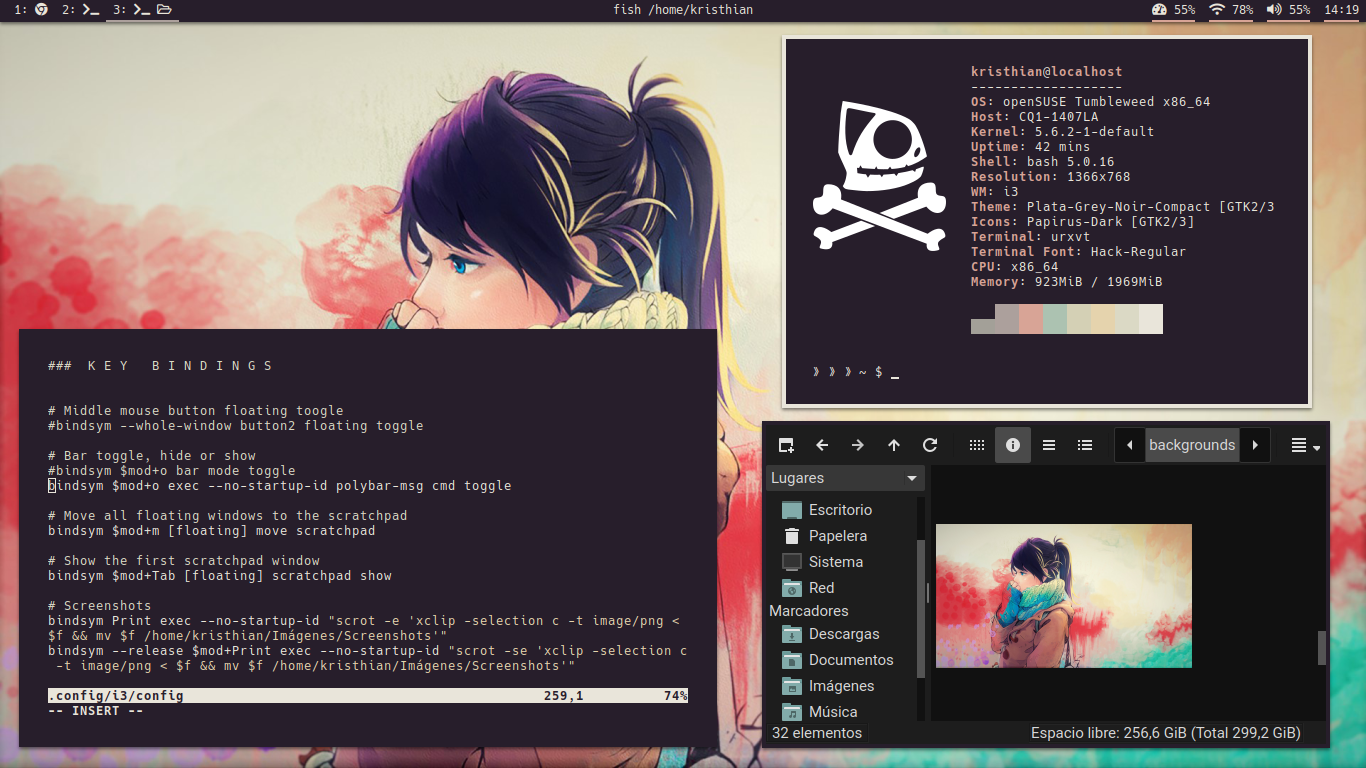 1: 2: 3: fish /home/kristhian 55% 78% 55% 14:19
kristhian@localhost
-------------------
OS: openSUSE Tumbleweed x86_64
Host: CQ1-1407LA
Kernel: 5.6.2-1-default
Uptime: 42 mins
Shell: bash 5.0.16
Resolution: 1366x768
WM: i3
Theme: Plata-Grey-Noir-Compact [GTK2/3
Icons: Papirus-Dark [GTK2/3]
Terminal: urxvt
Terminal Font: Hack-Regular
CPU: x86_64
Memory: 923MiB / 1969MiB
》》》~ $ _
### K E Y   B I N D I N G S
# Middle mouse button floating toogle
#bindsym --whole-window button2 floating toggle
# Bar toggle, hide or show
#bindsym $mod+o bar mode toggle
bindsym $mod+o exec --no-startup-id polybar-msg cmd toggle
# Move all floating windows to the scratchpad
bindsym $mod+m [floating] move scratchpad
# Show the first scratchpad window
bindsym $mod+Tab [floating] scratchpad show
# Screenshots
bindsym Print exec --no-startup-id "scrot -e 'xclip -selection c -t image/png <
$f && mv $f /home/kristhian/Imágenes/Screenshots'"
bindsym --release $mod+Print exec --no-startup-id "scrot -se 'xclip -selection c
-t image/png < $f && mv $f /home/kristhian/Imágenes/Screenshots'"
.config/i3/config 259,1 74%
-- INSERT --
backgrounds
Lugares
Escritorio
Papelera
Sistema
Red
Marcadores
Descargas
Documentos
Imágenes
Música
32 elementos
Espacio libre: 256,6 GiB (Total 299,2 GiB)